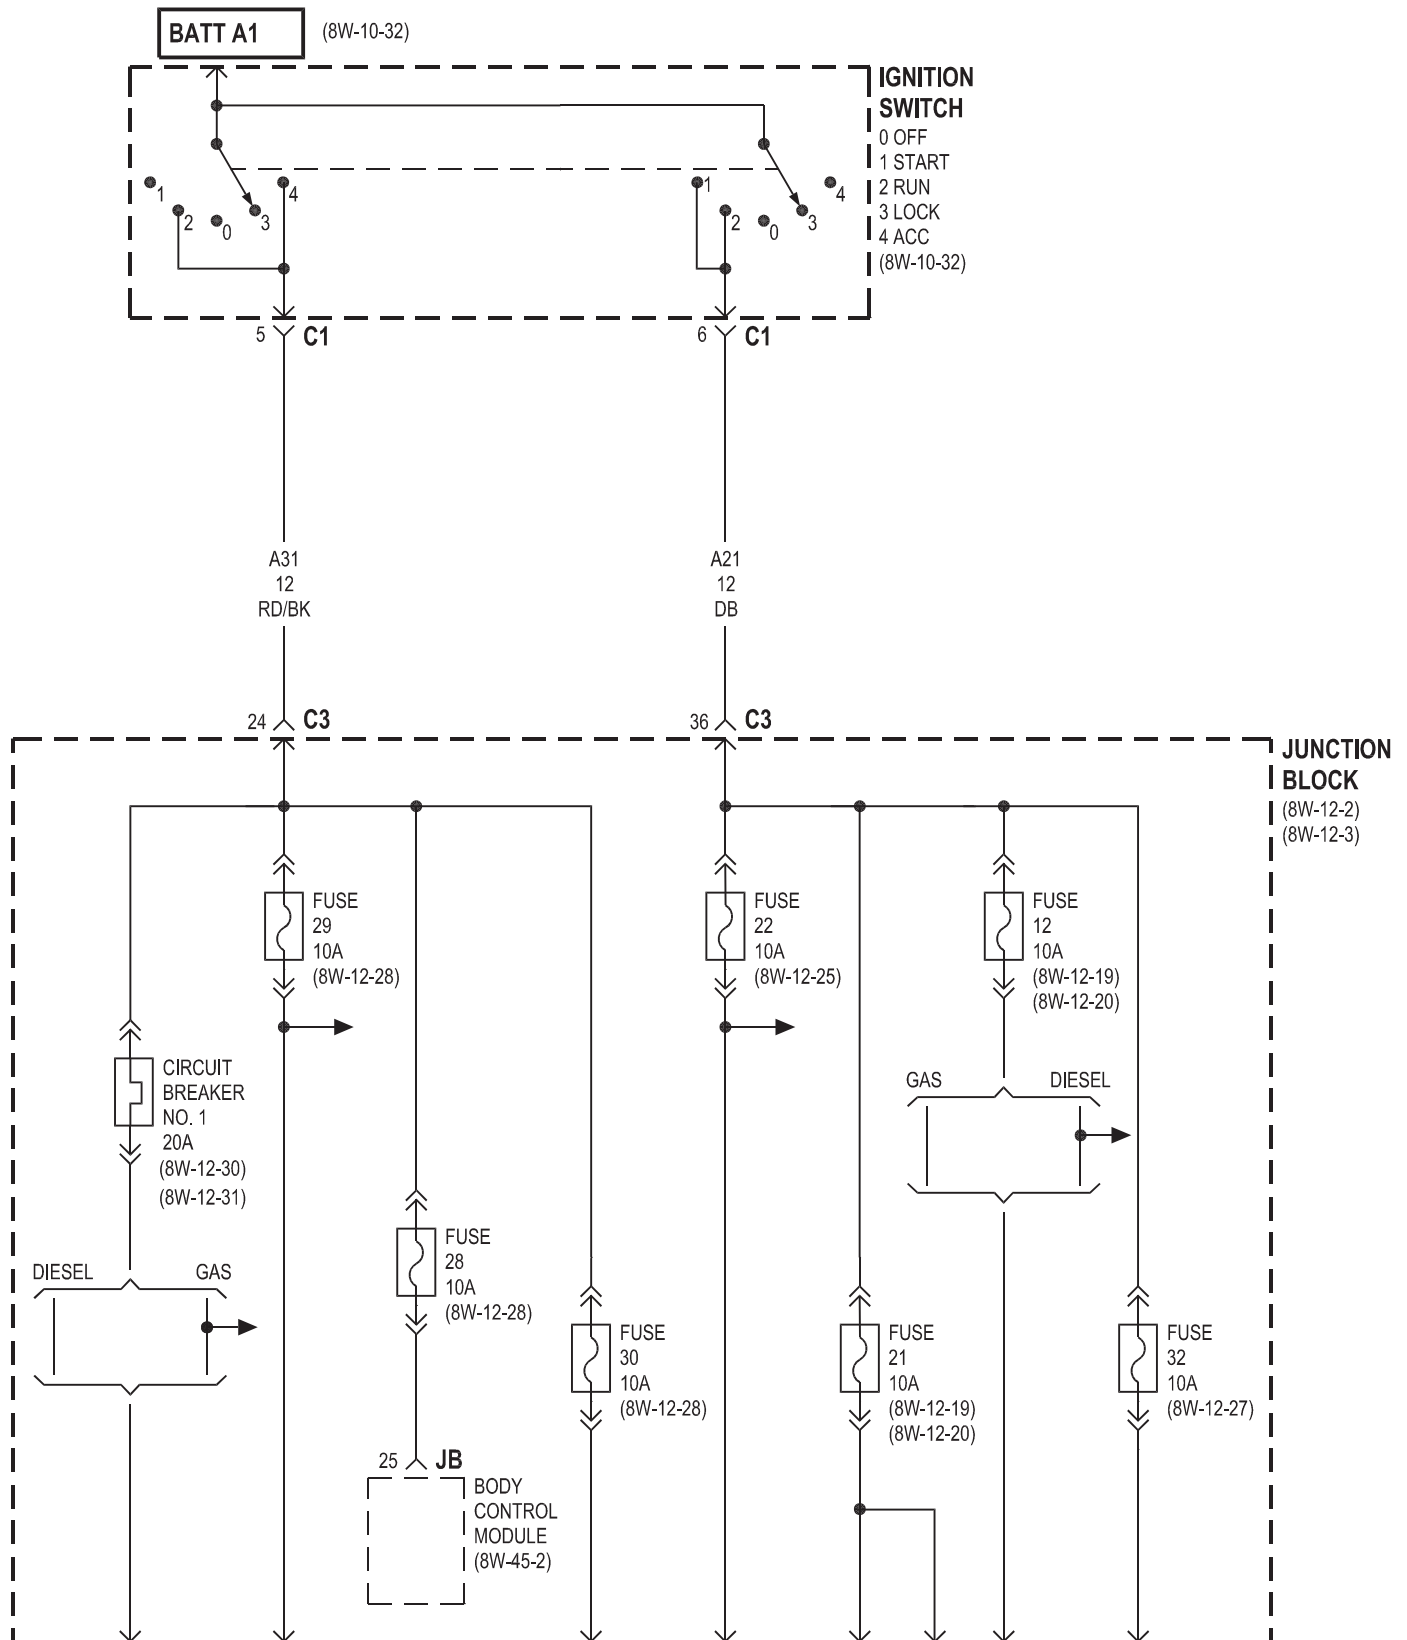 BATT A1 (8W-10-32)
IGNITION
SWITCH
0 OFF
1 START
2 RUN
3 LOCK
4 ACC
(8W-10-32)
1 2 0 3 4
1 2 0 3 4
5 C1
6 C1
A31
12
RD/BK
A21
12
DB
24 C3
36 C3
JUNCTION
BLOCK
(8W-12-2)
(8W-12-3)
FUSE
29
10A
(8W-12-28)
FUSE
22
10A
(8W-12-25)
FUSE
12
10A
(8W-12-19)
(8W-12-20)
CIRCUIT
BREAKER
NO. 1
20A
(8W-12-30)
(8W-12-31)
GAS DIESEL
FUSE
28
10A
(8W-12-28)
DIESEL GAS
FUSE
30
10A
(8W-12-28)
FUSE
21
10A
(8W-12-19)
(8W-12-20)
FUSE
32
10A
(8W-12-27)
25 JB
BODY
CONTROL
MODULE
(8W-45-2)